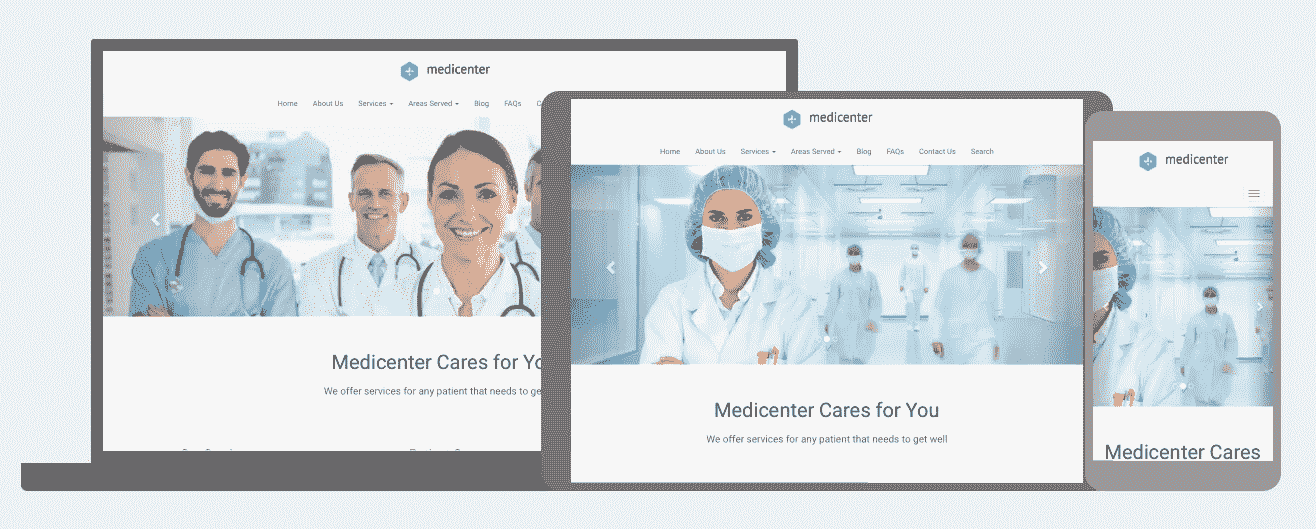 medicenter
Home About Us Services Areas Served Blog FAQs
Medicenter Cares for
We offer services for any patient that needs to
medicenter
Home About Us Services Areas Served Blog FAQs Contact Us Search
Medicenter Cares for You
We offer services for any patient that needs to get well
medicenter
Medicenter Cares